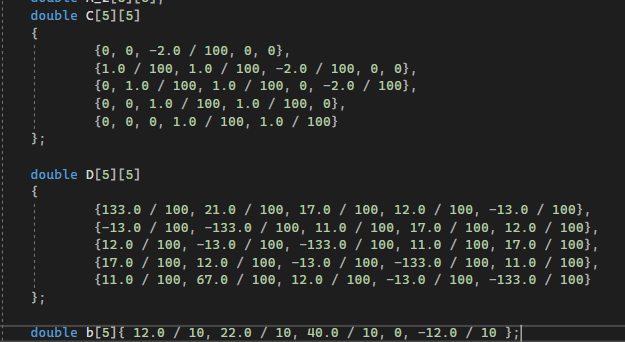 double C[5][5]
{
{0, 0, -2.0 / 100, 0, 0},
{1.0 / 100, 1.0 / 100, -2.0 / 100, 0, 0},
{0, 1.0 / 100, 1.0 / 100, 0, -2.0 / 100},
{0, 0, 1.0 / 100, 1.0 / 100, 0},
{0, 0, 0, 1.0 / 100, 1.0 / 100}
};
double D[5][5]
{
{133.0 / 100, 21.0 / 100, 17.0 / 100, 12.0 / 100, -13.0 / 100},
{-13.0 / 100, -133.0 / 100, 11.0 / 100, 17.0 / 100, 12.0 / 100},
{12.0 / 100, -13.0 / 100, -133.0 / 100, 11.0 / 100, 17.0 / 100},
{17.0 / 100, 12.0 / 100, -13.0 / 100, -133.0 / 100, 11.0 / 100},
{11.0 / 100, 67.0 / 100, 12.0 / 100, -13.0 / 100, -133.0 / 100}
};
double b[5]{ 12.0 / 10, 22.0 / 10, 40.0 / 10, 0, -12.0 / 10 };